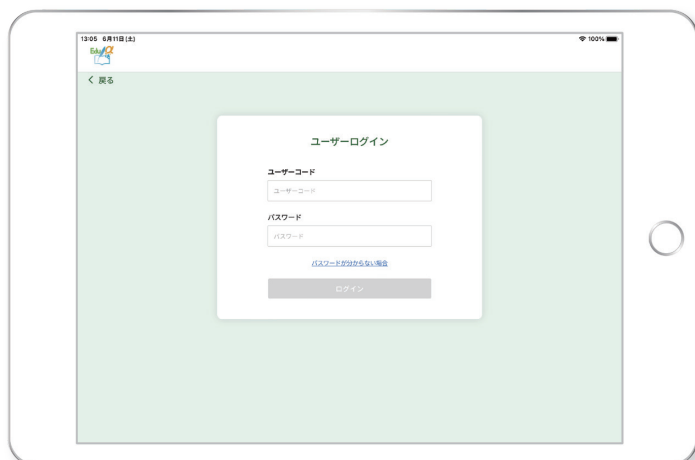 13:05 6月11日(土)
100%
Edu
α
戻る
ユーザーログイン
ユーザーコード
ユーザーコード
パスワード
パスワード
パスワードが分からない場合
ログイン